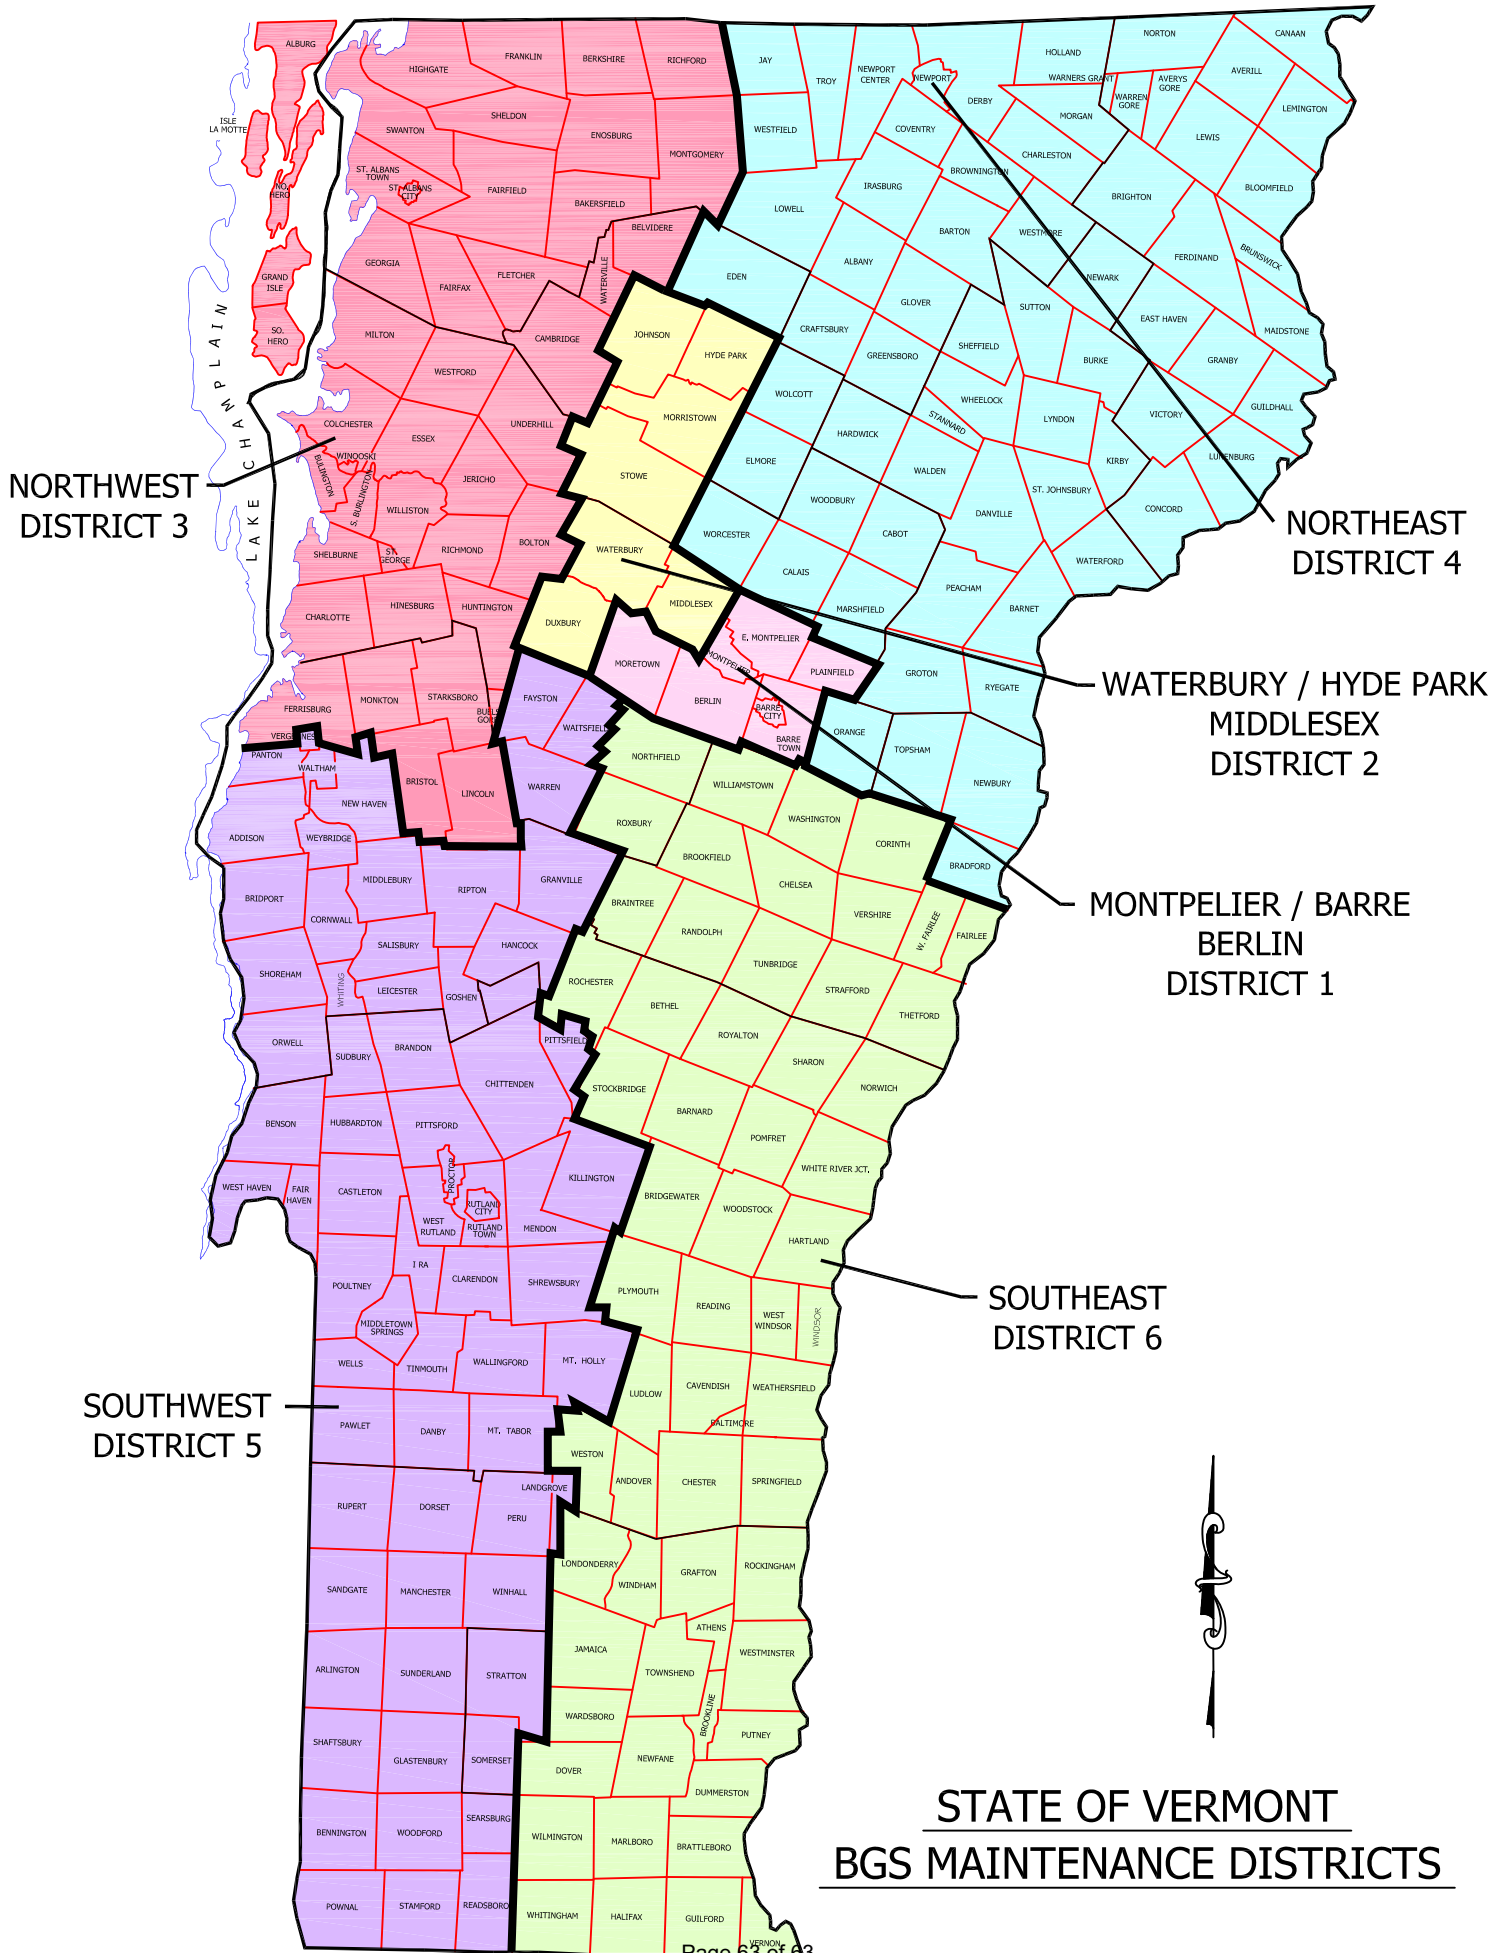 ALBURG
HIGHGATE
FRANKLIN
BERKSHIRE
RICHFORD
JAY
TROY
NEWPORT
CENTER
NEWPORT
HOLLAND
NORTON
CANAAN
WARNERS GRANT
WARREN
GORE
AVERYS
GORE
AVERILL
LEMINGTON
DERBY
MORGAN
ISLE
LA MOTTE
SWANTON
SHELDON
ENOSBURG
MONTGOMERY
WESTFIELD
COVENTRY
CHARLESTON
LEWIS
ST. ALBANS
TOWN
ST. ALBANS
CITY
FAIRFIELD
BAKERSFIELD
BROWNINGTON
IRASBURG
BRIGHTON
BLOOMFIELD
NO.
HERO
BELVIDERE
LOWELL
BARTON
WESTMORE
GEORGIA
FLETCHER
WATERVILLE
EDEN
ALBANY
NEWARK
FERDINAND
BRUNSWICK
GRAND
ISLE
FAIRFAX
GLOVER
SUTTON
EAST HAVEN
MAIDSTONE
SO.
HERO
MILTON
CAMBRIDGE
JOHNSON
HYDE PARK
CRAFTSBURY
GREENSBORO
SHEFFIELD
BURKE
GRANBY
LAKE CHAMPLAIN
WESTFORD
WOLCOTT
WHEELOCK
STANNARD
LYNDON
VICTORY
GUILDHALL
COLCHESTER
ESSEX
UNDERHILL
MORRISTOWN
HARDWICK
WINOOSKI
BULINGTON
S. BURLINGTON
JERICHO
STOWE
ELMORE
WALDEN
KIRBY
LUNENBURG
NORTHWEST
DISTRICT 3
WILLISTON
WOODBURY
ST. JOHNSBURY
DANVILLE
CONCORD
NORTHEAST
DISTRICT 4
SHELBURNE
ST.
GEORGE
RICHMOND
BOLTON
WATERBURY
WORCESTER
CABOT
CALAIS
PEACHAM
WATERFORD
CHARLOTTE
HINESBURG
HUNTINGTON
DUXBURY
MIDDLESEX
MARSHFIELD
BARNET
E. MONTPELIER
MONTPELIER
PLAINFIELD
MORETOWN
GROTON
RYEGATE
WATERBURY / HYDE PARK
MIDDLESEX
DISTRICT 2
FERRISBURG
MONKTON
STARKSBORO
BUELS
GORE
FAYSTON
WAITSFIELD
BERLIN
BARRE
CITY
BARRE
TOWN
ORANGE
TOPSHAM
NEWBURY
VERGENNES
PANTON
WALTHAM
NEW HAVEN
BRISTOL
LINCOLN
WARREN
NORTHFIELD
WILLIAMSTOWN
WASHINGTON
CORINTH
BRADFORD
ADDISON
WEYBRIDGE
ROXBURY
BROOKFIELD
CHELSEA
MONTPELIER / BARRE
BERLIN
DISTRICT 1
BRIDPORT
CORNWALL
MIDDLEBURY
RIPTON
GRANVILLE
BRAINTREE
VERSHIRE
W. FAIRLEE
FAIRLEE
SHOREHAM
WHITING
SALISBURY
HANCOCK
RANDOLPH
TUNBRIDGE
STRAFFORD
LEICESTER
GOSHEN
ROCHESTER
BETHEL
THETFORD
ORWELL
SUDBURY
BRANDON
PITTSFIELD
ROYALTON
SHARON
NORWICH
CHITTENDEN
STOCKBRIDGE
BARNARD
POMFRET
BENSON
HUBBARDTON
PITTSFORD
WHITE RIVER JCT.
WEST HAVEN
FAIR
HAVEN
CASTLETON
PROCTOR
KILLINGTON
BRIDGEWATER
WOODSTOCK
HARTLAND
WEST
RUTLAND
RUTLAND
CITY
RUTLAND
TOWN
MENDON
POULTNEY
I RA
CLARENDON
SHREWSBURY
PLYMOUTH
READING
WEST
WINDSOR
WINDSOR
SOUTHEAST
DISTRICT 6
MIDDLETOWN
SPRINGS
WELLS
TINMOUTH
WALLINGFORD
MT. HOLLY
LUDLOW
CAVENDISH
WEATHERSFIELD
BALTIMORE
SOUTHWEST
DISTRICT 5
PAWLET
DANBY
MT. TABOR
WESTON
ANDOVER
CHESTER
SPRINGFIELD
LANDGROVE
RUPERT
DORSET
PERU
LONDONDERRY
WINDHAM
GRAFTON
ROCKINGHAM
SANDGATE
MANCHESTER
WINHALL
ATHENS
JAMAICA
TOWNSHEND
WESTMINSTER
ARLINGTON
SUNDERLAND
STRATTON
WARDSBORO
BROOKLINE
PUTNEY
SHAFTSBURY
GLASTENBURY
SOMERSET
DOVER
NEWFANE
DUMMERSTON
BENNINGTON
WOODFORD
SEARSBURG
WILMINGTON
MARLBORO
BRATTLEBORO
POWNAL
STAMFORD
READSBORO
WHITINGHAM
HALIFAX
GUILFORD
VERNON
STATE OF VERMONT
BGS MAINTENANCE DISTRICTS
Page 63 of 63